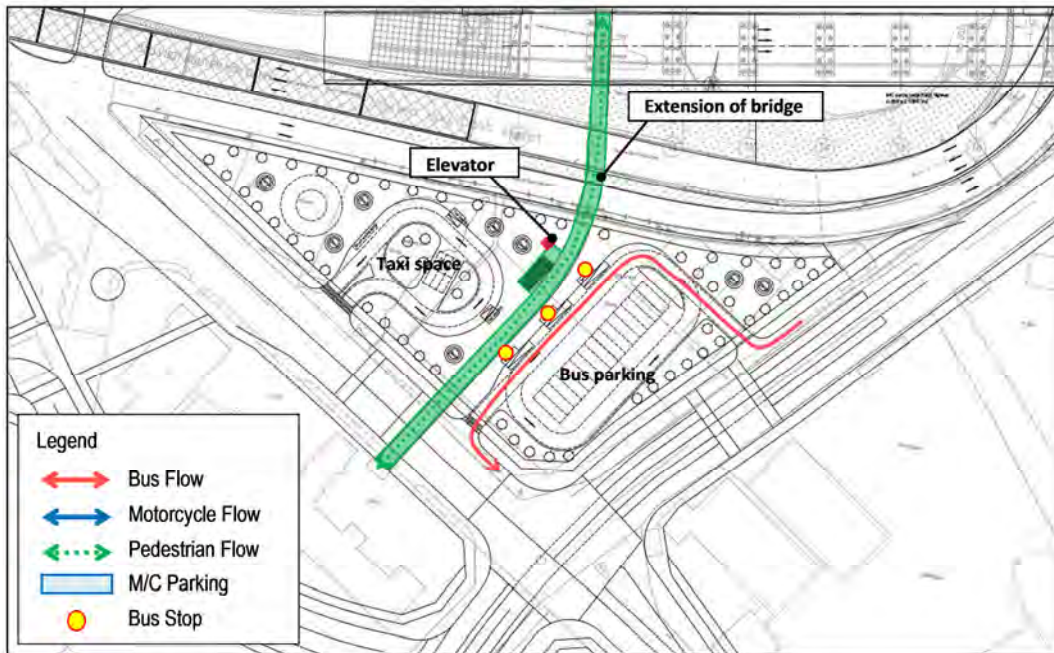 Extension of bridge
Elevator
Taxi space
Bus parking
Legend
Bus Flow
Motorcycle Flow
Pedestrian Flow
M/C Parking
Bus Stop